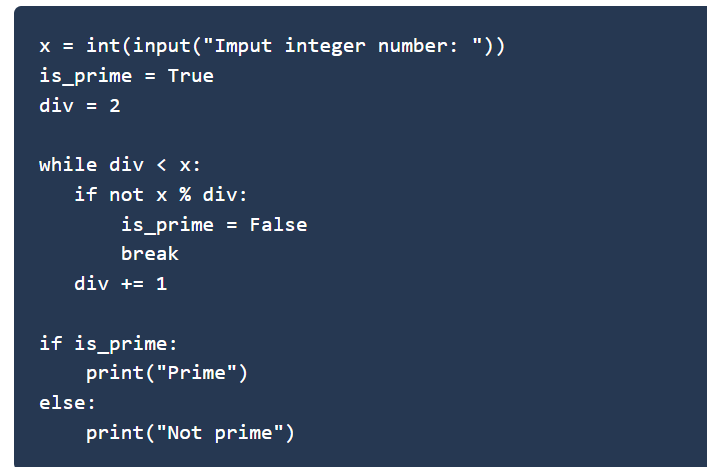 x = int(input("Imput integer number: "))
is_prime = True
div = 2

while div < x:
   if not x % div:
       is_prime = False
       break
   div += 1

if is_prime:
    print("Prime")
else:
    print("Not prime")